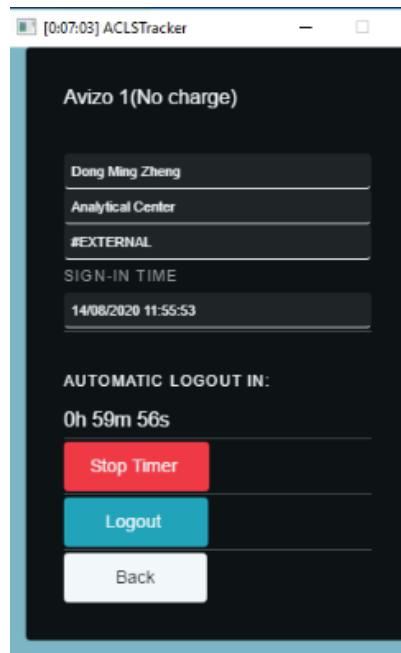 [0:07:03] ACLSTracker
Avizo 1(No charge)
Dong Ming Zheng
Analytical Center
#EXTERNAL
SIGN-IN TIME
14/08/2020 11:55:53
AUTOMATIC LOGOUT IN:
0h 59m 56s
Stop Timer
Logout
Back